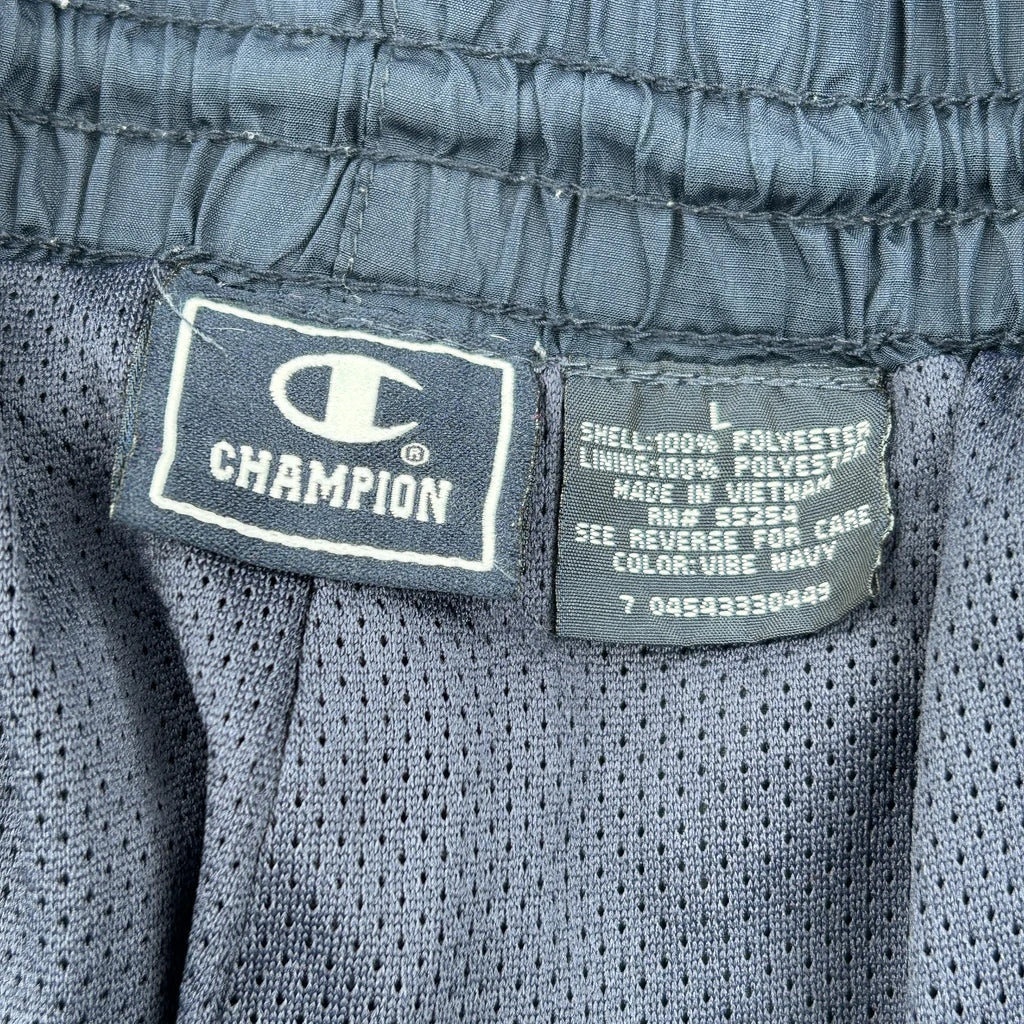 CHAMPION®
L
SHELL:100% POLYESTER
LINING:100% POLYESTER
MADE IN VIETNAM
RN# 55254
SEE REVERSE FOR CARE
COLOR:VIBE NAVY
7 04543330449